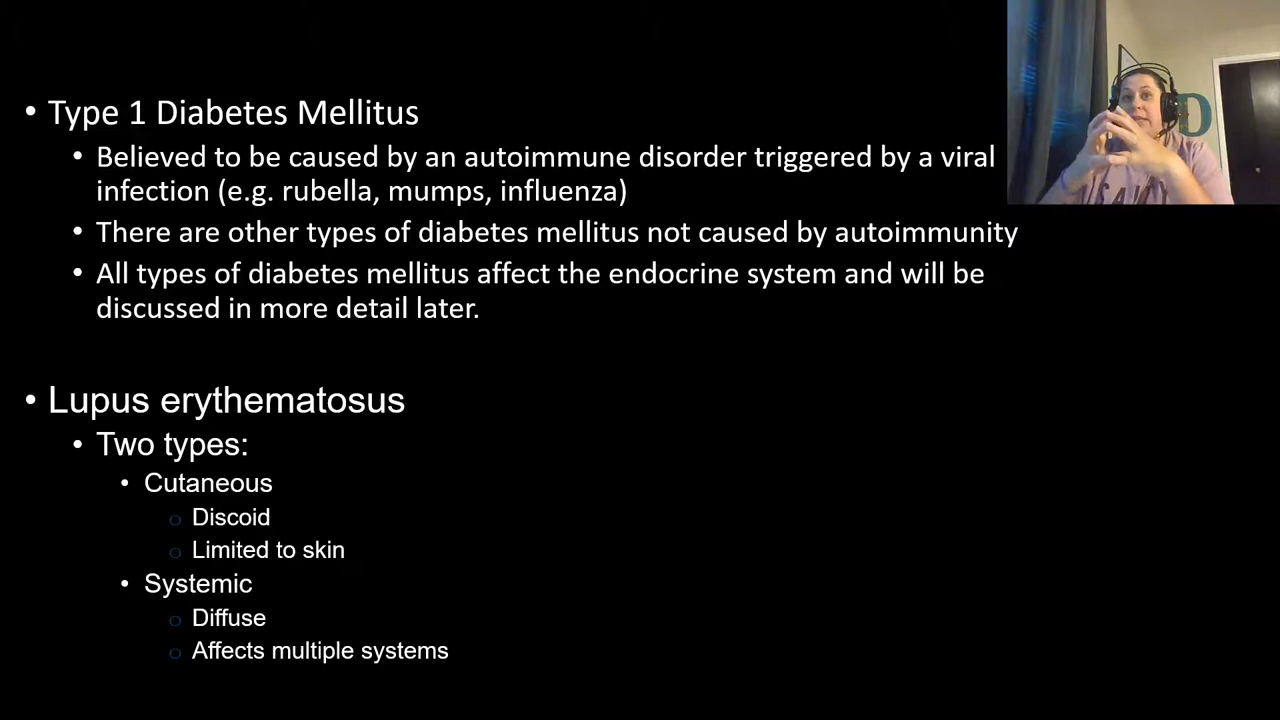 • Type 1 Diabetes Mellitus
• Believed to be caused by an autoimmune disorder triggered by a viral
infection (e.g. rubella, mumps, influenza)
• There are other types of diabetes mellitus not caused by autoimmunity
• All types of diabetes mellitus affect the endocrine system and will be
discussed in more detail later.
• Lupus erythematosus
• Two types:
• Cutaneous
o Discoid
o Limited to skin
• Systemic
o Diffuse
o Affects multiple systems
D